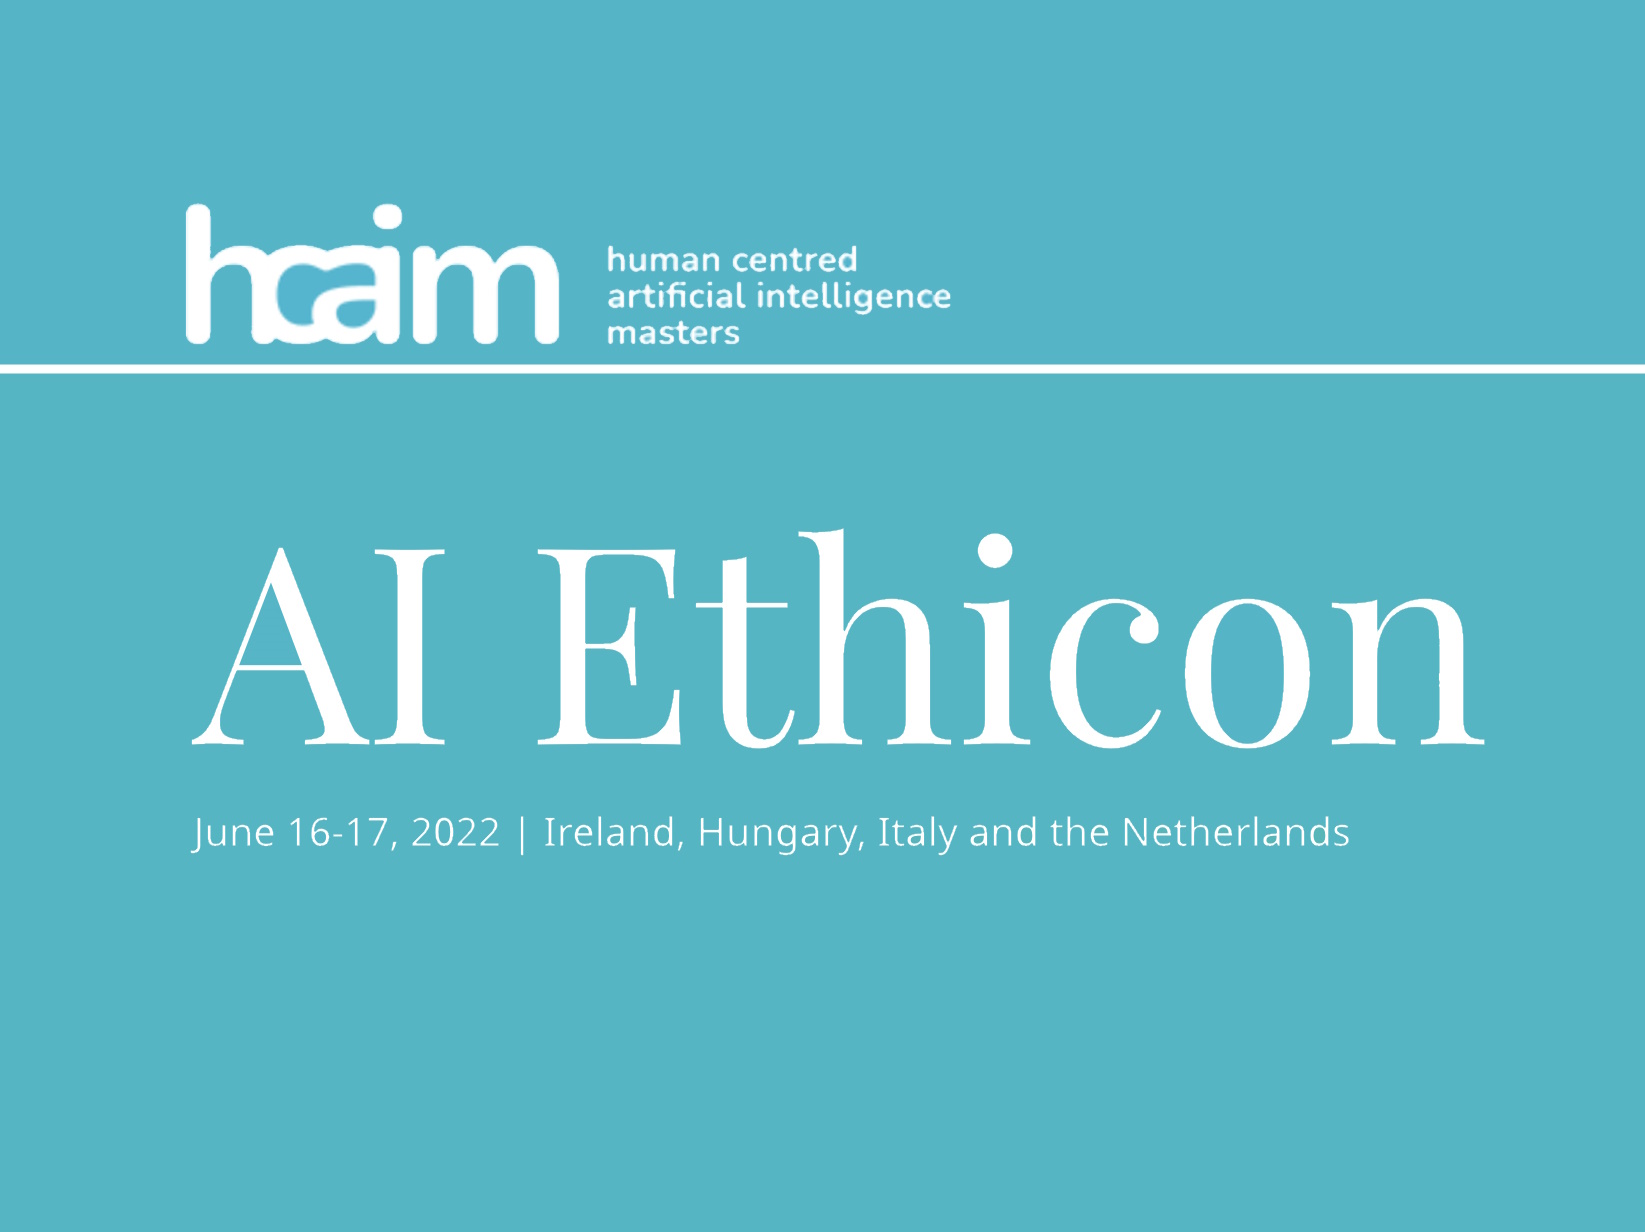 hcaim
human centred
artificial intelligence
masters
AI Ethicon
June 16-17, 2022 | Ireland, Hungary, Italy and the Netherlands